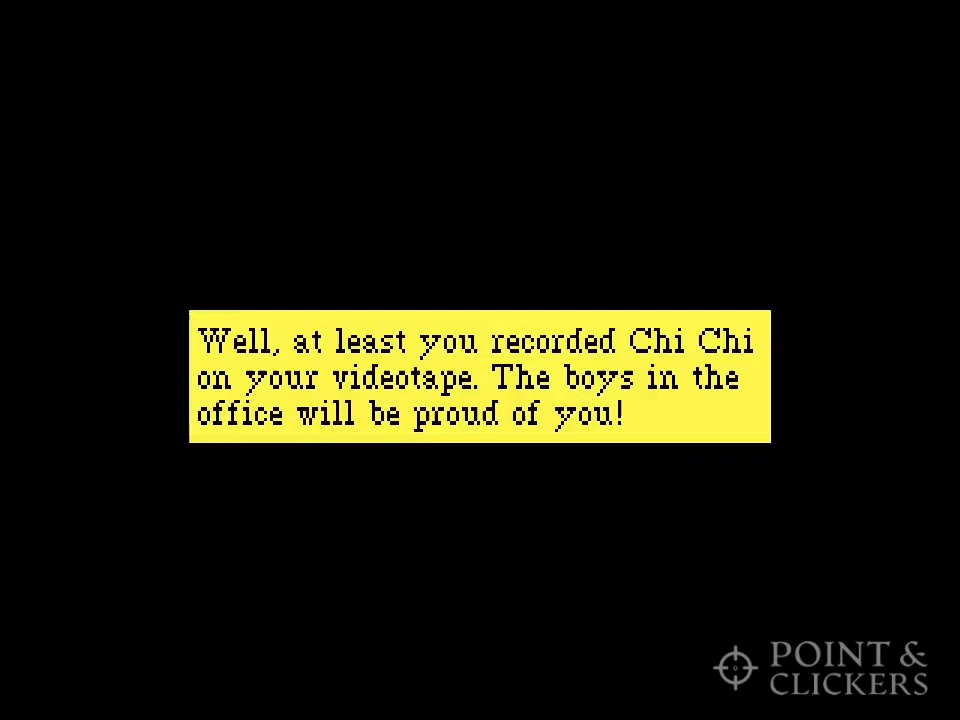 Well, at least you recorded Chi Chi
on your videotape. The boys in the
office will be proud of you!
POINT &
CLICKERS